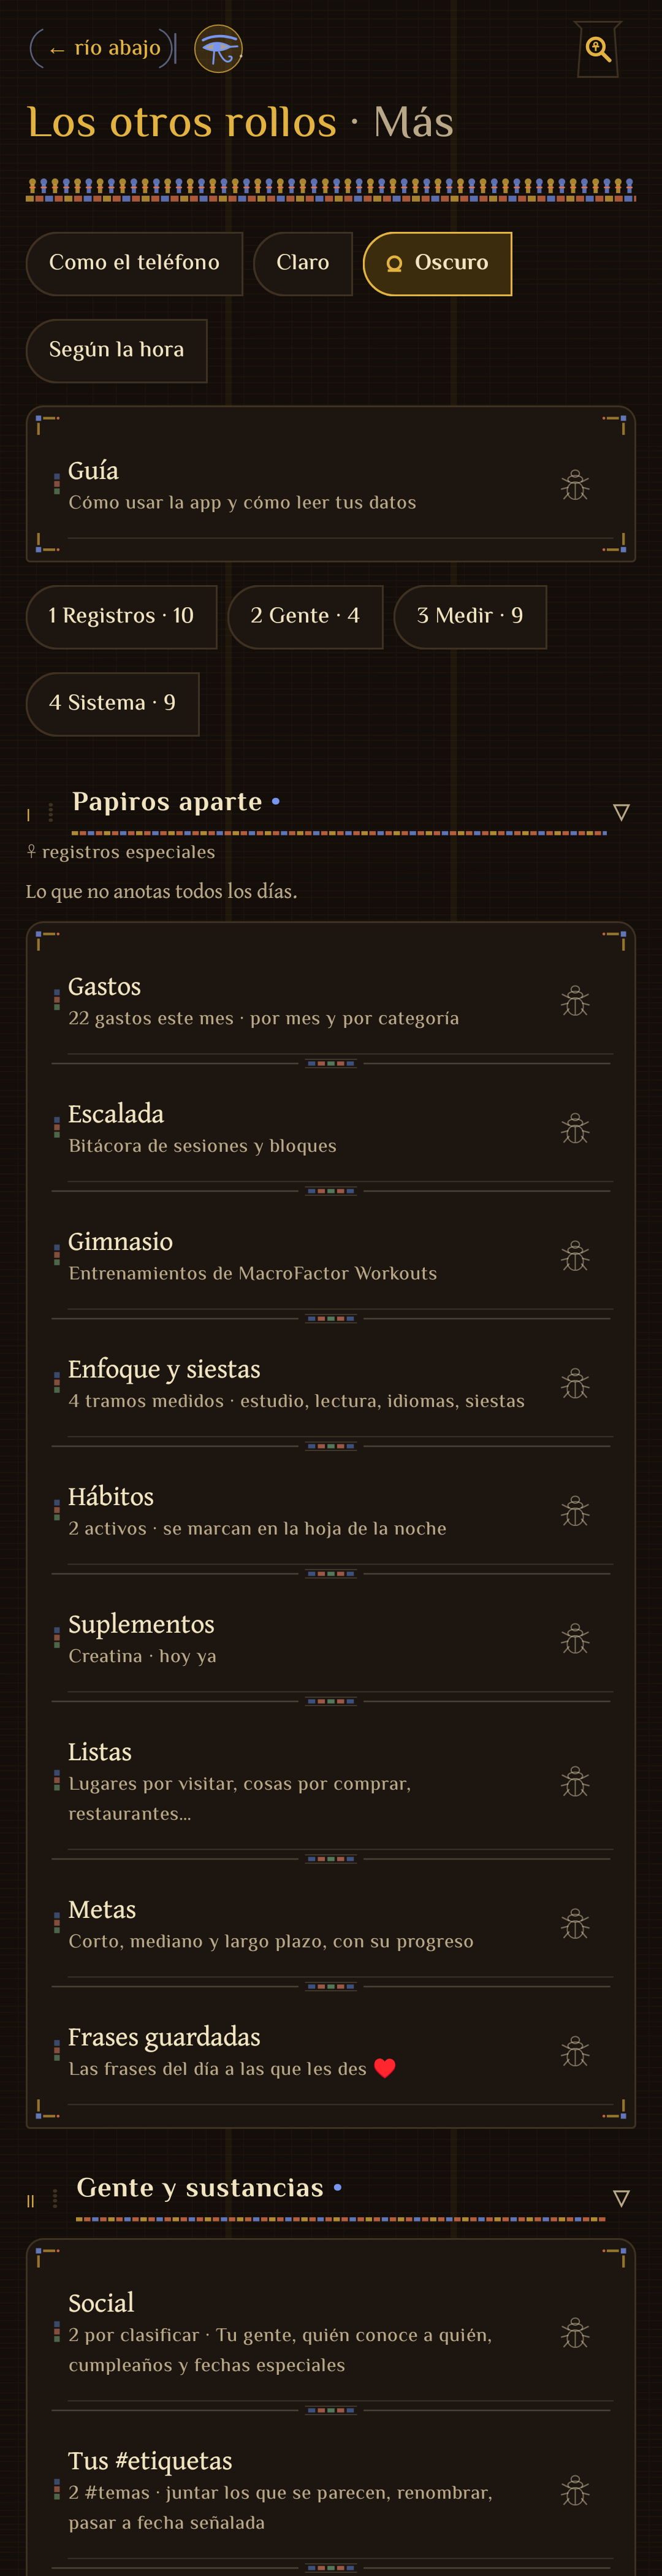 ← río abajo
Los otros rollos · Más
Como el teléfono
Claro
Oscuro
Según la hora
Guía
Cómo usar la app y cómo leer tus datos
1 Registros · 10
2 Gente · 4
3 Medir · 9
4 Sistema · 9
I
Papiros aparte •
registros especiales
Lo que no anotas todos los días.
Gastos
22 gastos este mes · por mes y por categoría
Escalada
Bitácora de sesiones y bloques
Gimnasio
Entrenamientos de MacroFactor Workouts
Enfoque y siestas
4 tramos medidos · estudio, lectura, idiomas, siestas
Hábitos
2 activos · se marcan en la hoja de la noche
Suplementos
Creatina · hoy ya
Listas
Lugares por visitar, cosas por comprar,
restaurantes...
Metas
Corto, mediano y largo plazo, con su progreso
Frases guardadas
Las frases del día a las que les des ❤️
II
Gente y sustancias •
Social
2 por clasificar · Tu gente, quién conoce a quién,
cumpleaños y fechas especiales
Tus #etiquetas
2 #temas · juntar los que se parecen, renombrar,
pasar a fecha señalada